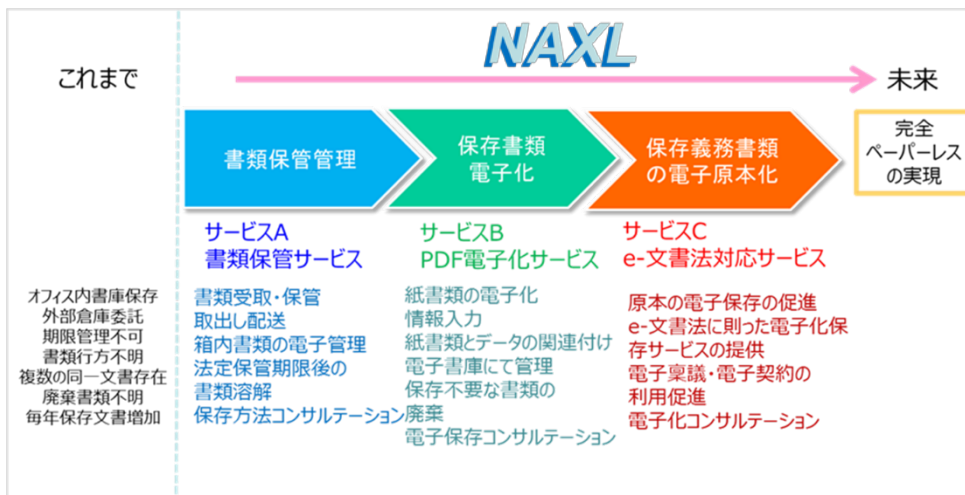 NAXL
これまで
未来
書類保管管理
保存書類
電子化
保存義務書類
の電子原本化
完全
ペーパーレス
の実現
サービスA
書類保管サービス
サービスB
PDF電子化サービス
サービスC
e-文書法対応サービス
オフィス内書庫保存
外部倉庫委託
期限管理不可
書類行方不明
複数の同一文書存在
廃棄書類不明
毎年保存文書増加
書類受取・保管
取出し配送
箱内書類の電子管理
法定保管期限後の
書類溶解
保存方法コンサルテーション
紙書類の電子化
情報入力
紙書類とデータの関連付け
電子書庫にて管理
保存不要な書類の
廃棄
電子保存コンサルテーション
原本の電子保存の促進
e-文書法に則った電子化保
存サービスの提供
電子稟議・電子契約の
利用促進
電子化コンサルテーション